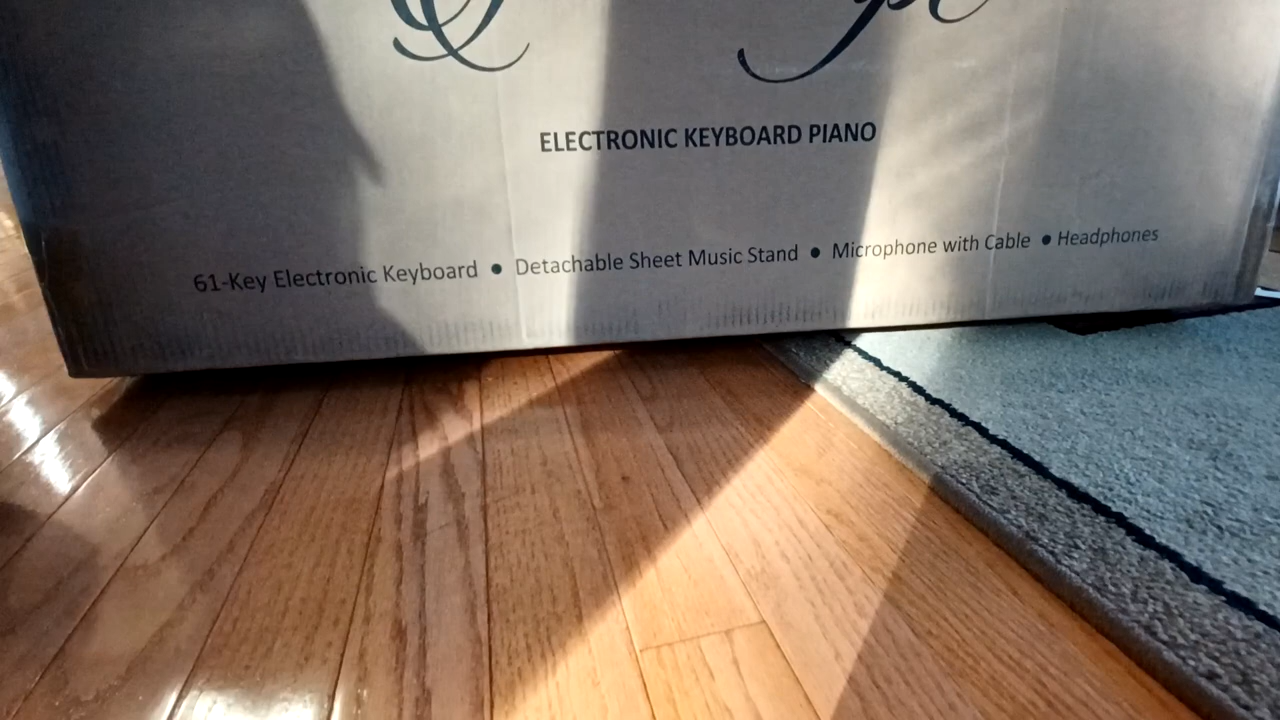 ELECTRONIC KEYBOARD PIANO
61-Key Electronic Keyboard ● Detachable Sheet Music Stand ● Microphone with Cable ● Headphones